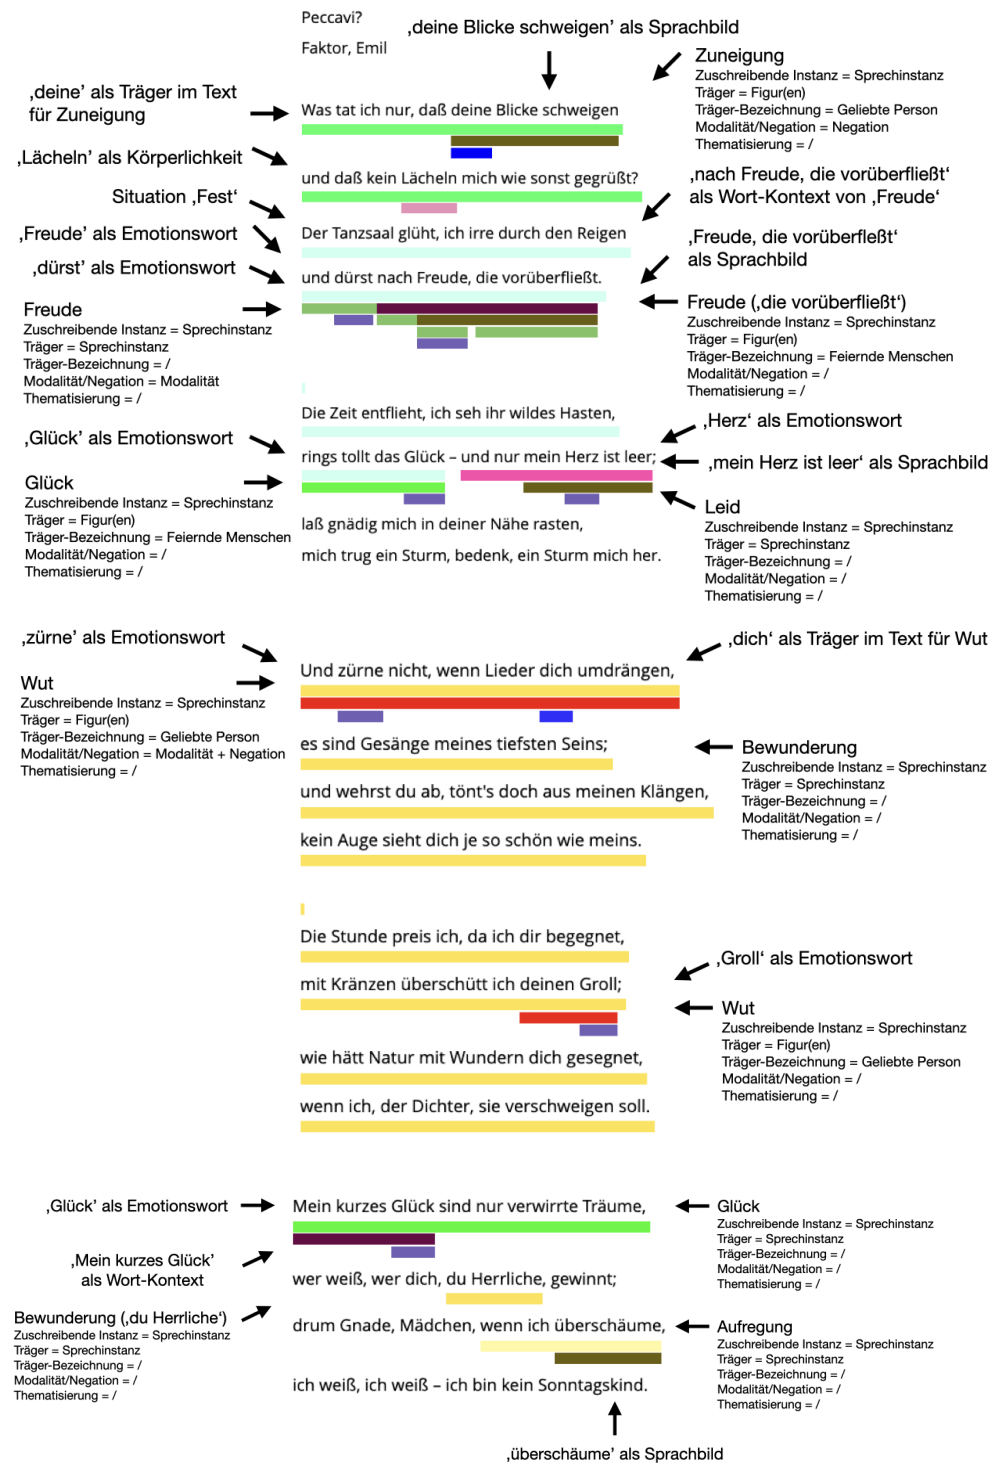 Peccavi?
Faktor, Emil
‚deine Blicke schweigen’ als Sprachbild
Zuneigung
Zuschreibende Instanz = Sprechinstanz
Träger = Figur(en)
Träger-Bezeichnung = Geliebte Person
Modalität/Negation = Negation
Thematisierung = /
‚deine’ als Träger im Text
für Zuneigung
Was tat ich nur, daß deine Blicke schweigen
‚Lächeln’ als Körperlichkeit
und daß kein Lächeln mich wie sonst gegrüßt?
‚nach Freude, die vorüberfließt‘
als Wort-Kontext von ‚Freude‘
Situation ‚Fest‘
Der Tanzsaal glüht, ich irre durch den Reigen
‚Freude’ als Emotionswort
‚Freude, die vorüberfleßt‘
als Sprachbild
‚dürst’ als Emotionswort
und dürst nach Freude, die vorüberfließt.
Freude
Zuschreibende Instanz = Sprechinstanz
Träger = Sprechinstanz
Träger-Bezeichnung = /
Modalität/Negation = Modalität
Thematisierung = /
Freude (‚die vorüberfließt‘)
Zuschreibende Instanz = Sprechinstanz
Träger = Figur(en)
Träger-Bezeichnung = Feiernde Menschen
Modalität/Negation = /
Thematisierung = /
Die Zeit entflieht, ich seh ihr wildes Hasten,
‚Herz‘ als Emotionswort
‚Glück’ als Emotionswort
rings tollt das Glück – und nur mein Herz ist leer;
‚mein Herz ist leer’ als Sprachbild
Glück
Zuschreibende Instanz = Sprechinstanz
Träger = Figur(en)
Träger-Bezeichnung = Feiernde Menschen
Modalität/Negation = /
Thematisierung = /
Leid
Zuschreibende Instanz = Sprechinstanz
Träger = Sprechinstanz
Träger-Bezeichnung = /
Modalität/Negation = /
Thematisierung = /
laß gnädig mich in deiner Nähe rasten,
mich trug ein Sturm, bedenk, ein Sturm mich her.
‚zürne’ als Emotionswort
‚dich’ als Träger im Text für Wut
Und zürne nicht, wenn Lieder dich umdrängen,
Wut
Zuschreibende Instanz = Sprechinstanz
Träger = Figur(en)
Träger-Bezeichnung = Geliebte Person
Modalität/Negation = Modalität + Negation
Thematisierung = /
es sind Gesänge meines tiefsten Seins;
Bewunderung
Zuschreibende Instanz = Sprechinstanz
Träger = Sprechinstanz
Träger-Bezeichnung = /
Modalität/Negation = /
Thematisierung = /
und wehrst du ab, tönt's doch aus meinen Klängen,
kein Auge sieht dich je so schön wie meins.
Die Stunde preis ich, da ich dir begegnet,
‚Groll‘ als Emotionswort
mit Kränzen überschütt ich deinen Groll;
Wut
Zuschreibende Instanz = Sprechinstanz
Träger = Figur(en)
Träger-Bezeichnung = Geliebte Person
Modalität/Negation = /
Thematisierung = /
wie hätt Natur mit Wundern dich gesegnet,
wenn ich, der Dichter, sie verschweigen soll.
‚Glück’ als Emotionswort
Mein kurzes Glück sind nur verwirrte Träume,
Glück
Zuschreibende Instanz = Sprechinstanz
Träger = Sprechinstanz
Träger-Bezeichnung = /
Modalität/Negation = /
Thematisierung = /
‚Mein kurzes Glück’
als Wort-Kontext
wer weiß, wer dich, du Herrliche, gewinnt;
Bewunderung (‚du Herrliche‘)
Zuschreibende Instanz = Sprechinstanz
Träger = Sprechinstanz
Träger-Bezeichnung = /
Modalität/Negation = /
Thematisierung = /
drum Gnade, Mädchen, wenn ich überschäume,
Aufregung
Zuschreibende Instanz = Sprechinstanz
Träger = Sprechinstanz
Träger-Bezeichnung = /
Modalität/Negation = /
Thematisierung = /
ich weiß, ich weiß – ich bin kein Sonntagskind.
‚überschäume’ als Sprachbild